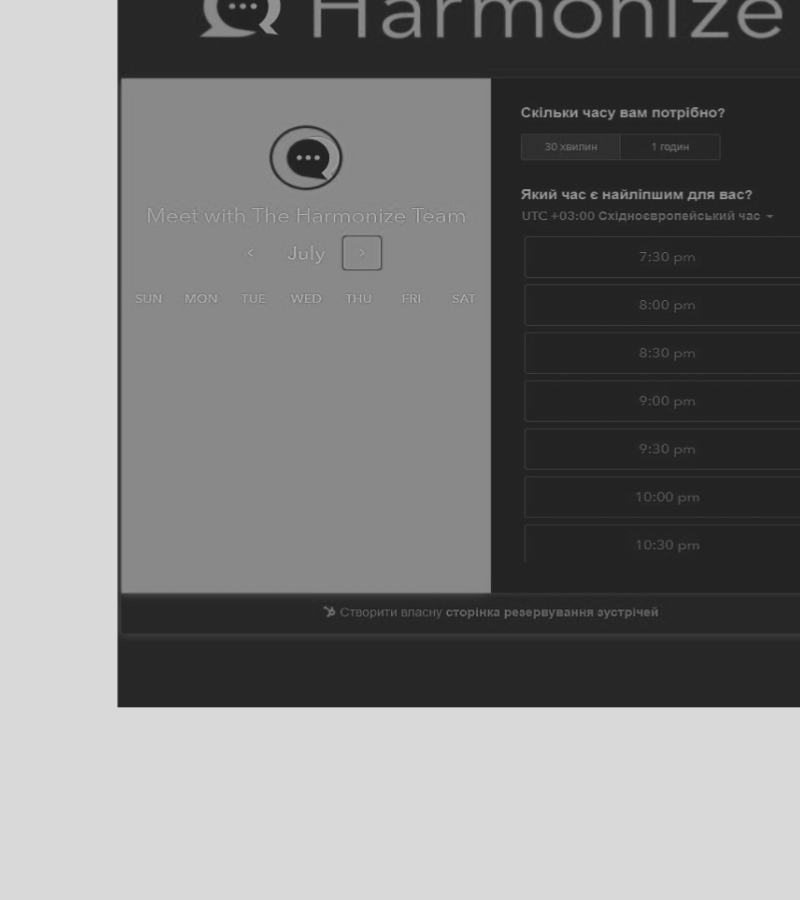 Harmonize
Meet with The Harmonize Team
July
SUN MON TUE WED THU FRI SAT
Скільки часу вам потрібно?
30 хвилин 1 годин
Який час є найліпшим для вас?
UTC +03:00 Східноєвропейський час
7:30 pm
8:00 pm
8:30 pm
9:00 pm
9:30 pm
10:00 pm
10:30 pm
Створити власну сторінка резервування зустрічей